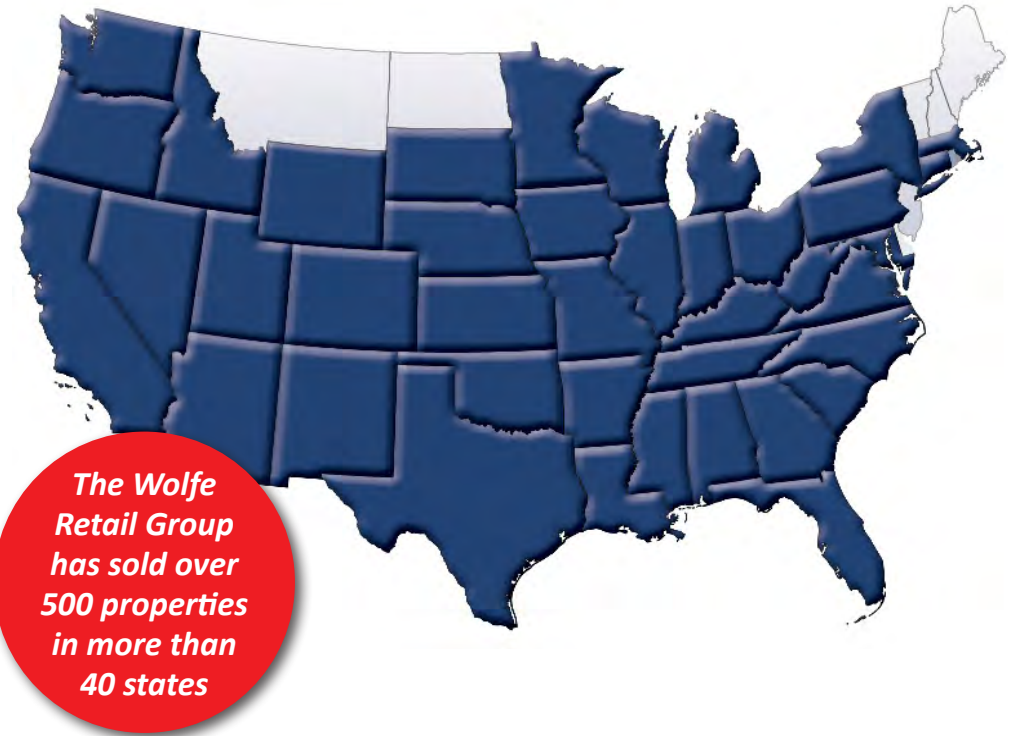 The Wolfe
Retail Group
has sold over
500 properties
in more than
40 states